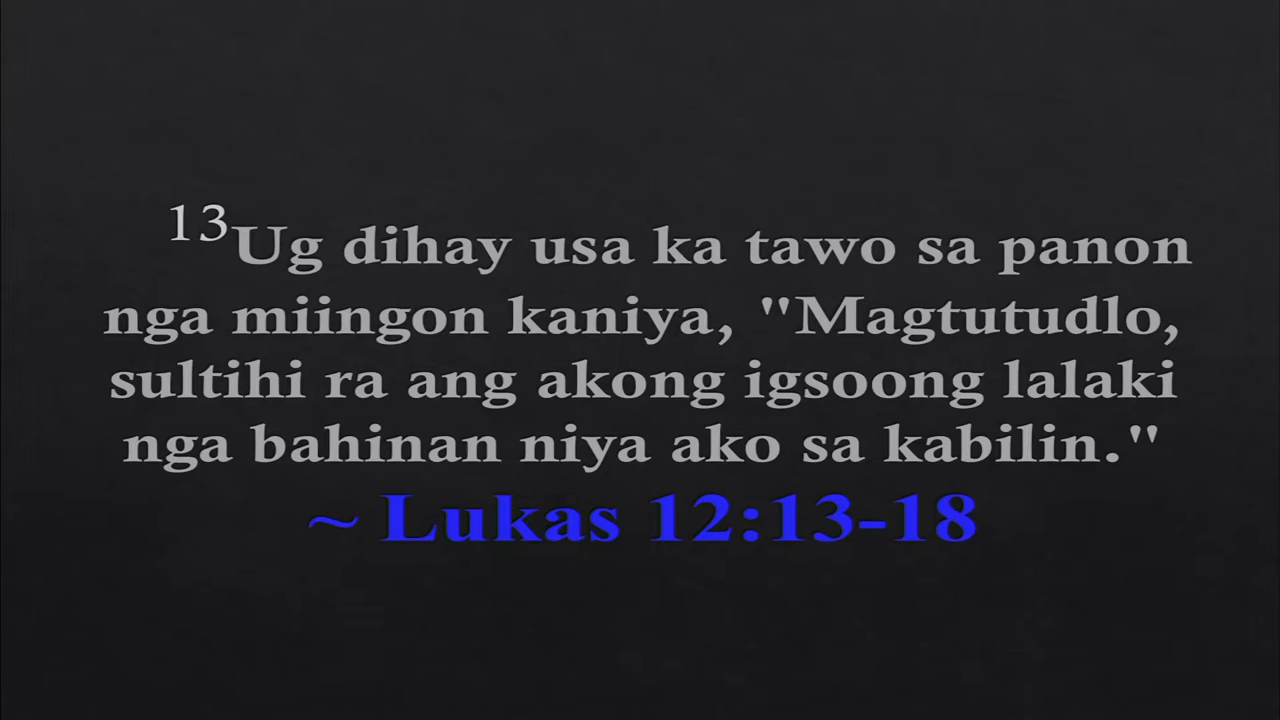 13Ug dihay usa ka tawo sa panon
nga miingon kaniya, "Magtutudlo,
sultihi ra ang akong igsoong lalaki
nga bahinan niya ako sa kabilin."
~ Lukas 12:13-18